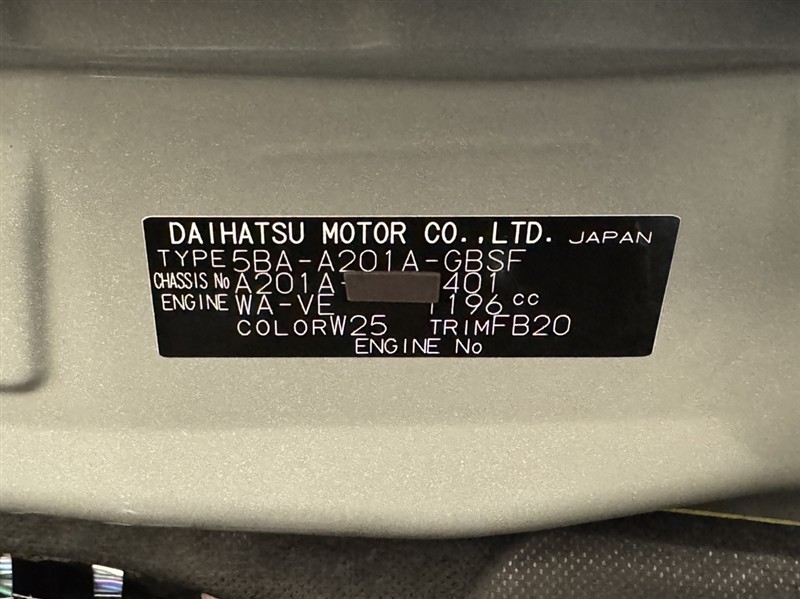 DAIHATSU MOTOR CO.,LTD. JAPAN
TYPE 5BA-A201A-GBSF
CHASSIS No A201A- 401
ENGINE WA-VE 1196 cc
COLOR W25 TRIM FB20
ENGINE No